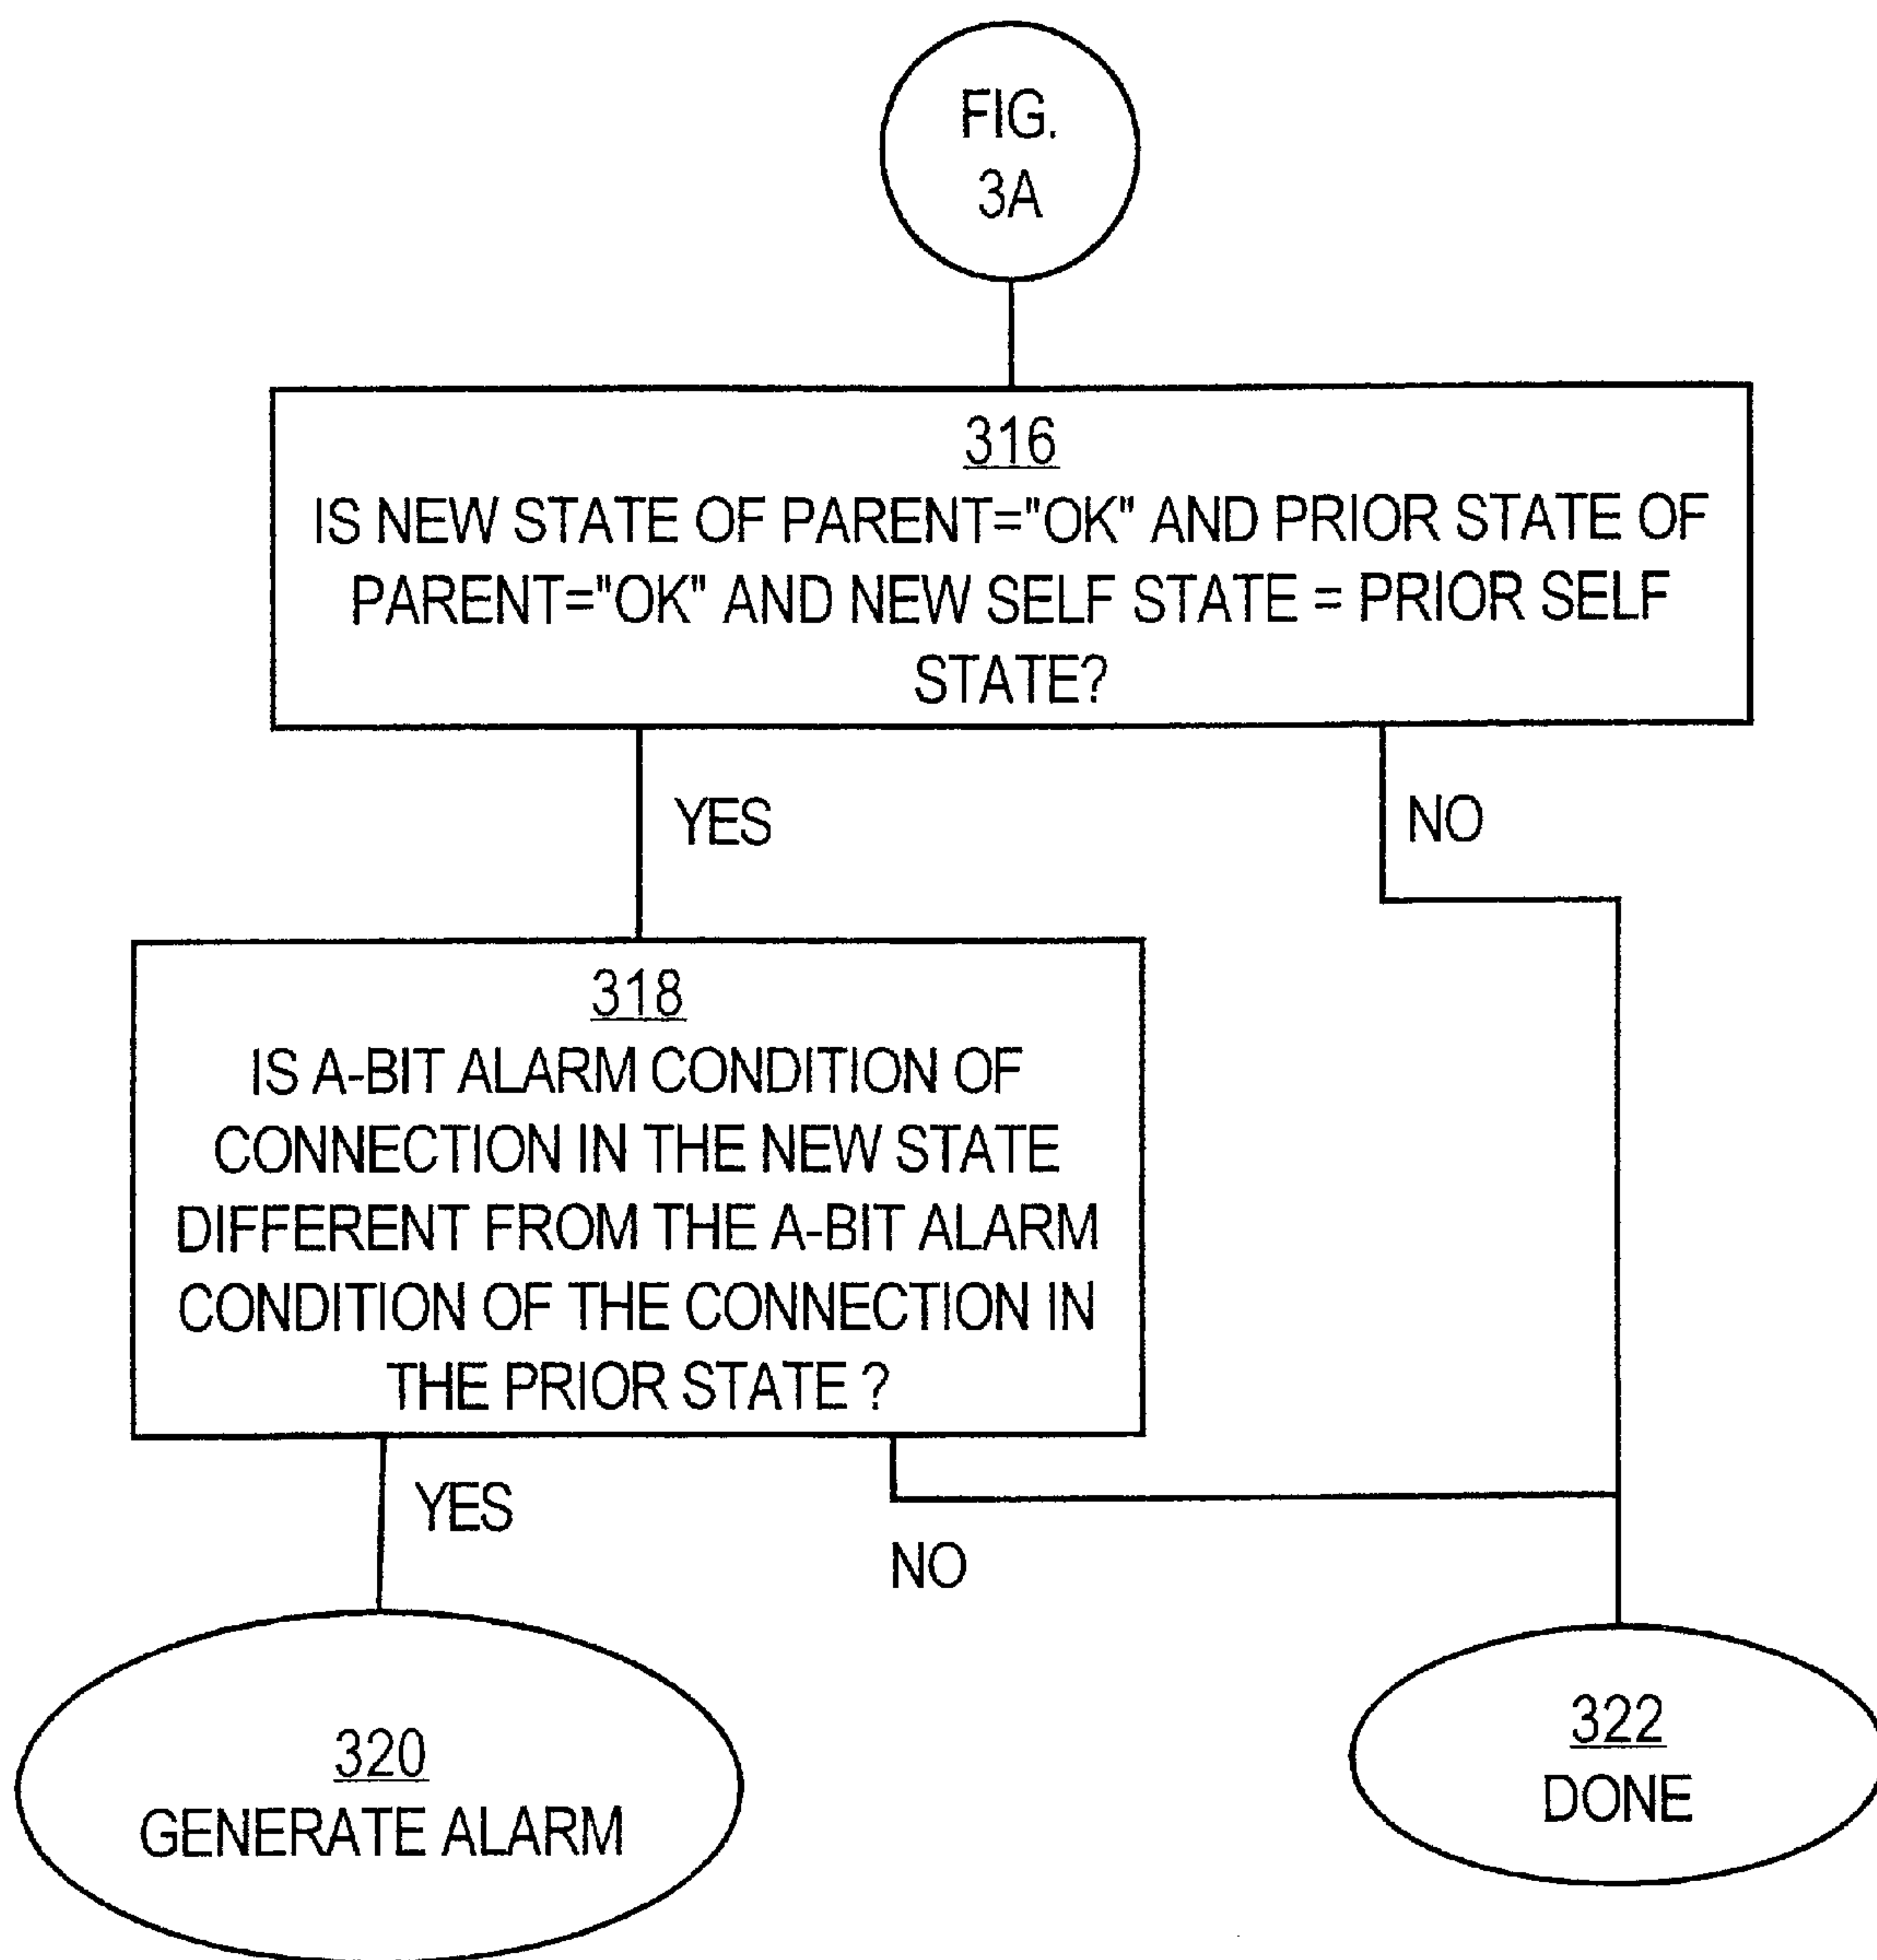 FIG.
3A
316
IS NEW STATE OF PARENT="OK" AND PRIOR STATE OF
PARENT="OK" AND NEW SELF STATE = PRIOR SELF
STATE?
YES
NO
318
IS A-BIT ALARM CONDITION OF
CONNECTION IN THE NEW STATE
DIFFERENT FROM THE A-BIT ALARM
CONDITION OF THE CONNECTION IN
THE PRIOR STATE ?
YES
NO
320
GENERATE ALARM
322
DONE